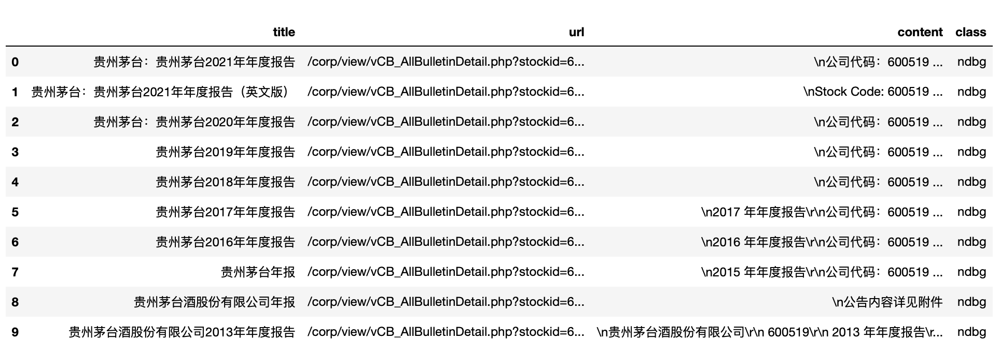 title url content class
0 贵州茅台：贵州茅台2021年年度报告 /corp/view/vCB_AllBulletinDetail.php?stockid=6... \n公司代码：600519 ... ndbg
1 贵州茅台：贵州茅台2021年年度报告（英文版） /corp/view/vCB_AllBulletinDetail.php?stockid=6... \nStock Code: 600519 ... ndbg
2 贵州茅台：贵州茅台2020年年度报告 /corp/view/vCB_AllBulletinDetail.php?stockid=6... \n公司代码：600519 ... ndbg
3 贵州茅台2019年年度报告 /corp/view/vCB_AllBulletinDetail.php?stockid=6... \n公司代码：600519 ... ndbg
4 贵州茅台2018年年度报告 /corp/view/vCB_AllBulletinDetail.php?stockid=6... \n公司代码：600519 ... ndbg
5 贵州茅台2017年年度报告 /corp/view/vCB_AllBulletinDetail.php?stockid=6... \n2017 年年度报告\r\n公司代码：600519 ... ndbg
6 贵州茅台2016年年度报告 /corp/view/vCB_AllBulletinDetail.php?stockid=6... \n2016 年年度报告\r\n公司代码：600519 ... ndbg
7 贵州茅台年报 /corp/view/vCB_AllBulletinDetail.php?stockid=6... \n2015 年年度报告\r\n公司代码：600519 ... ndbg
8 贵州茅台酒股份有限公司年报 /corp/view/vCB_AllBulletinDetail.php?stockid=6... \n公告内容详见附件 ndbg
9 贵州茅台酒股份有限公司2013年年度报告 /corp/view/vCB_AllBulletinDetail.php?stockid=6... \n贵州茅台酒股份有限公司\r\n 600519\r\n 2013 年年度报告\r... ndbg